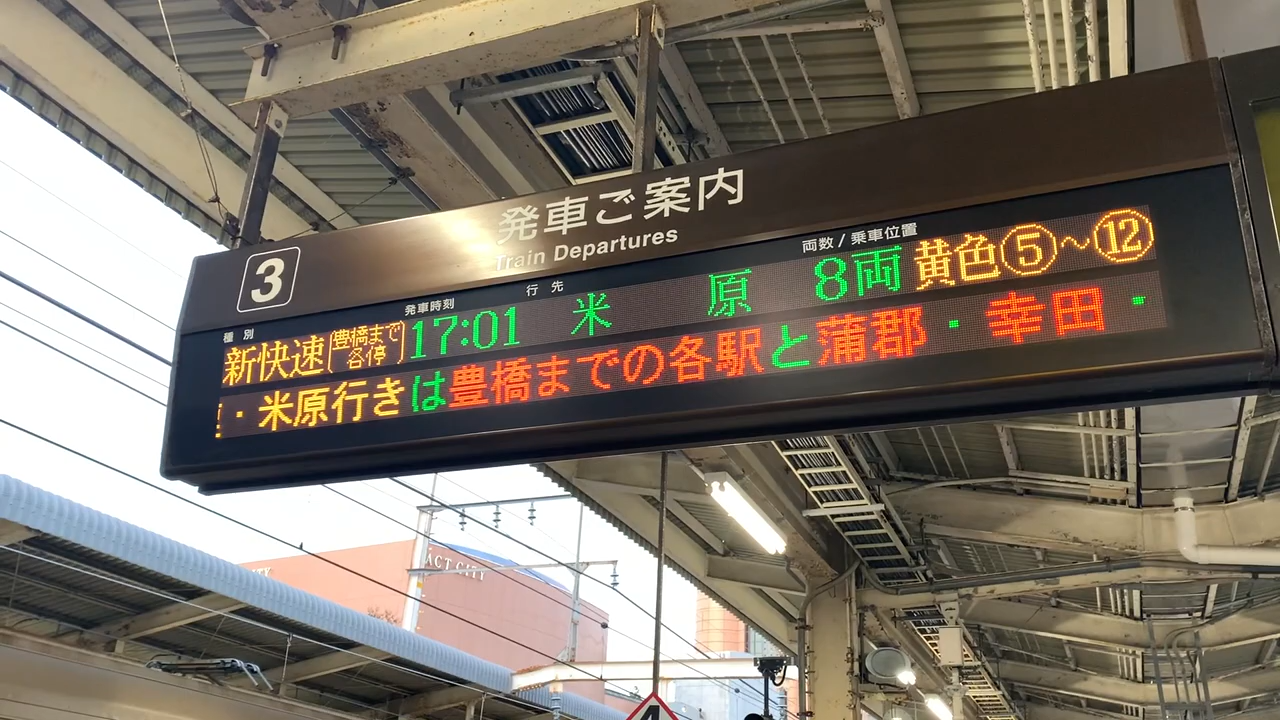 発車ご案内
Train Departures
3
種別
発車時刻
行先
両数 / 乗車位置
新快速 (豊橋まで各停) 17:01 米原 8両 黄色⑤~⑫
・米原行きは豊橋までの各駅と蒲郡・幸田・
ACT CITY
4